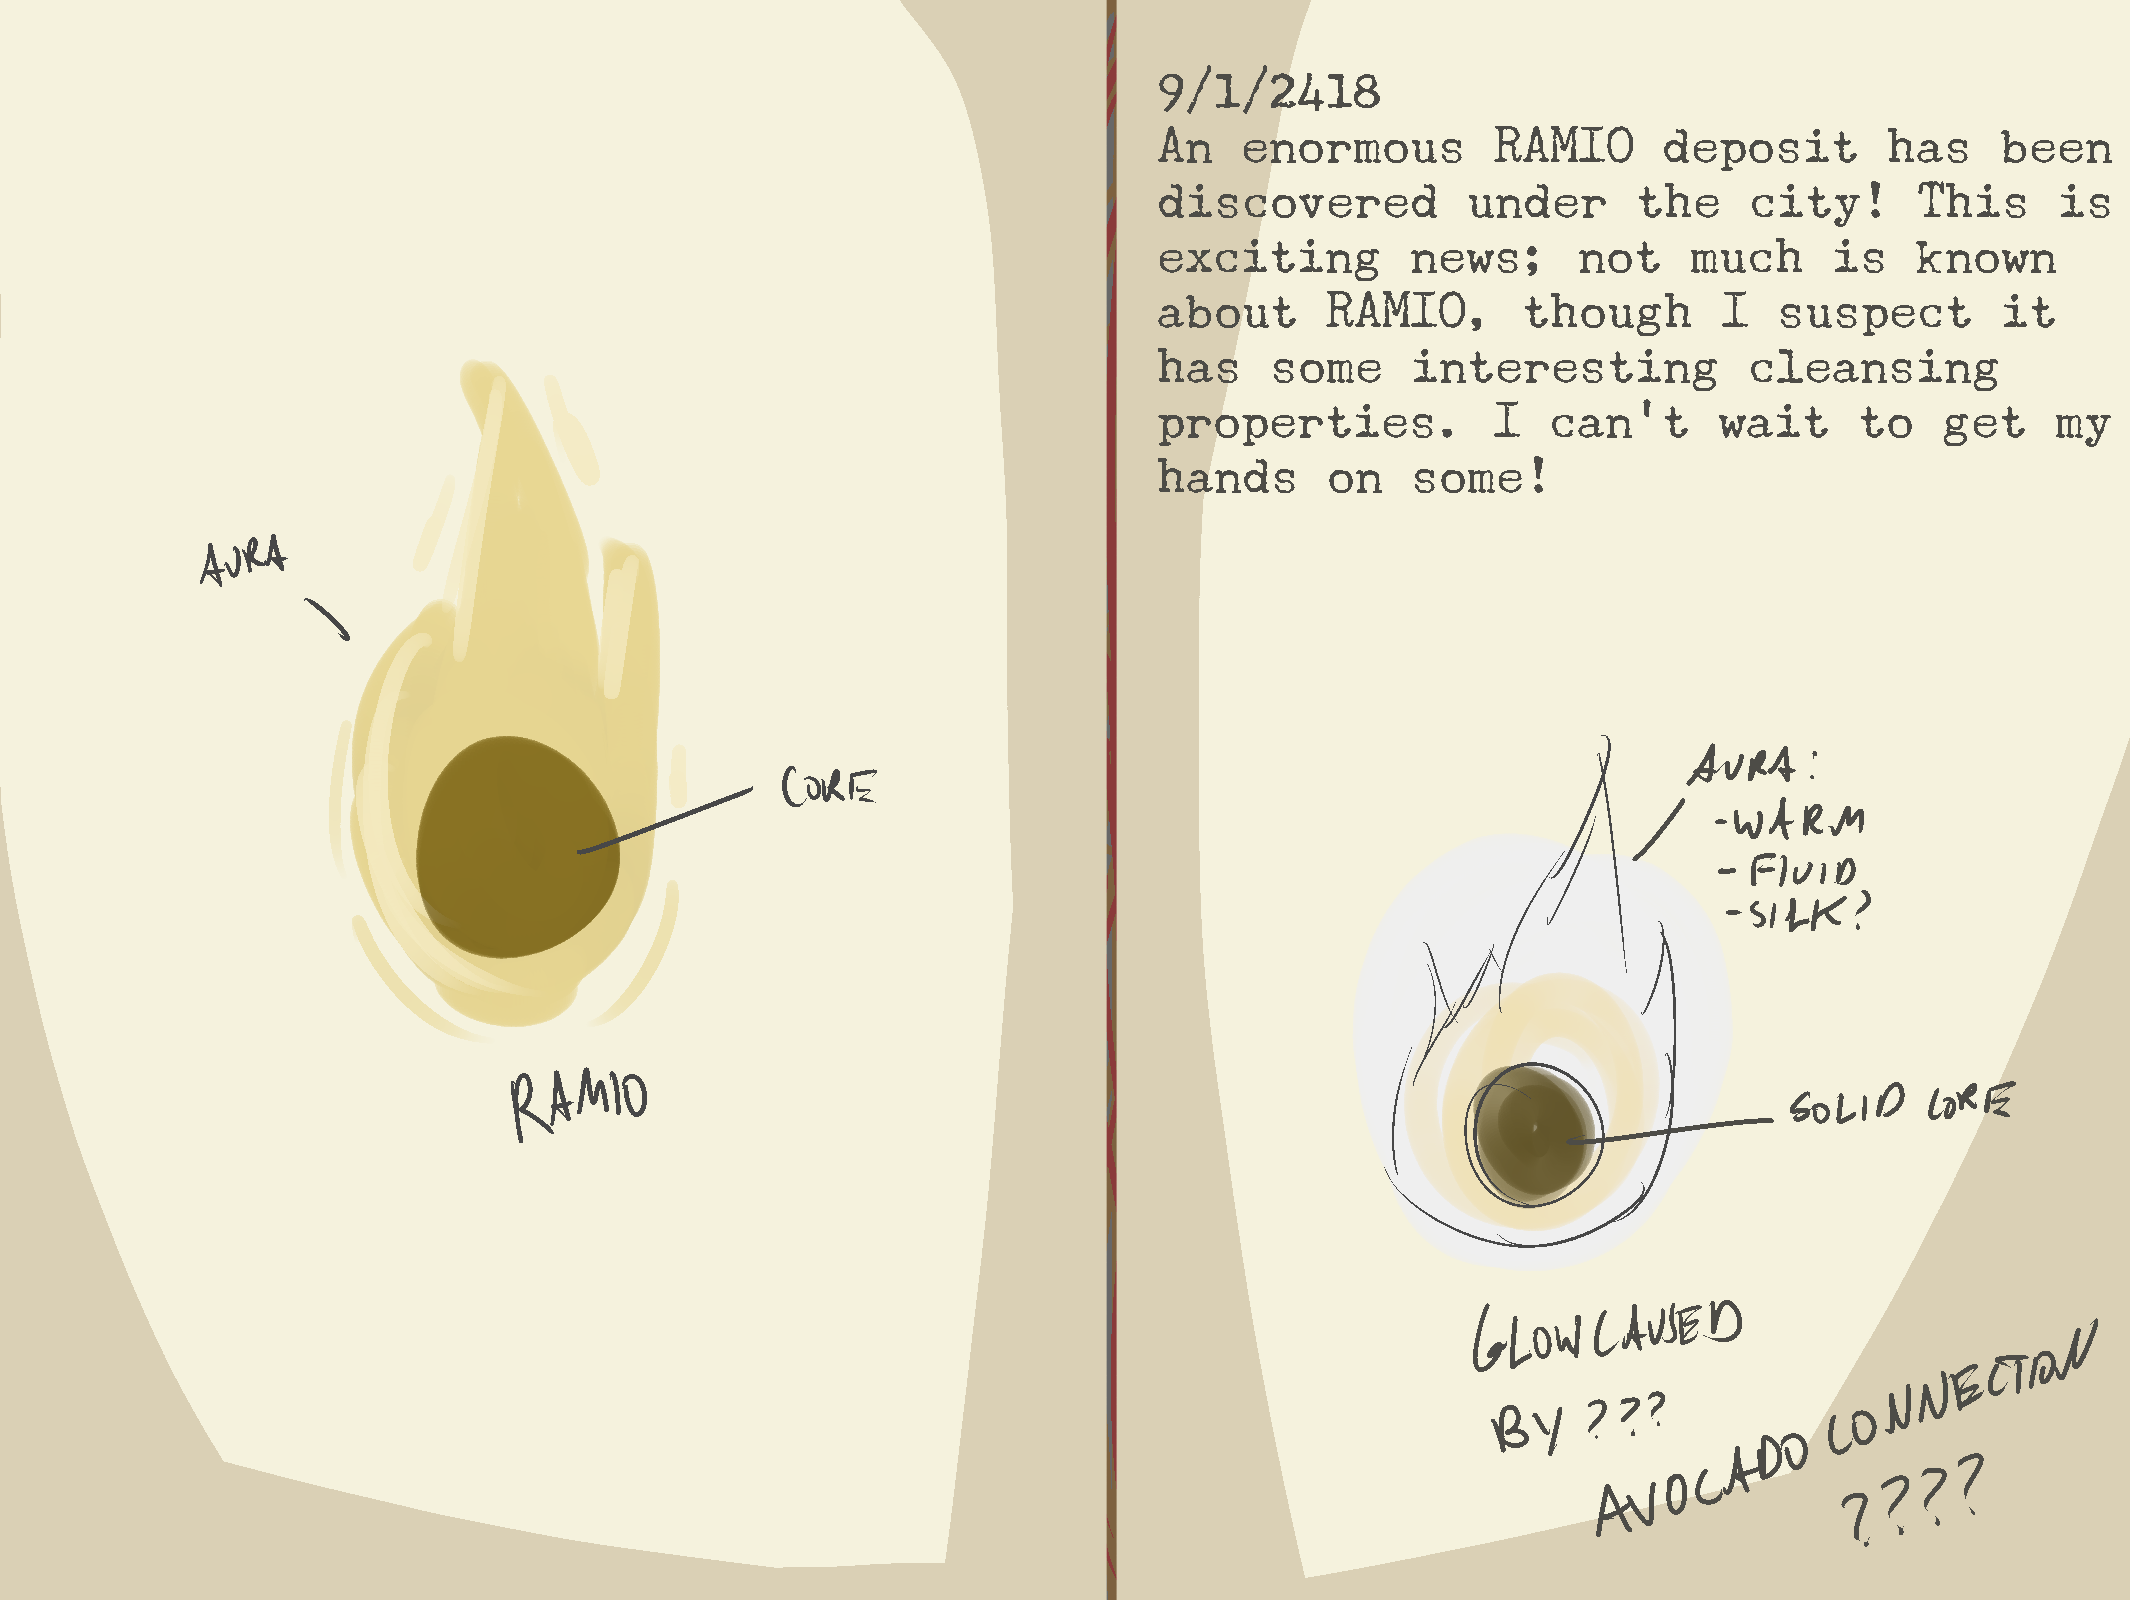 AURA
CORE
RAMIO
9/1/2418
An enormous RAMIO deposit has been
discovered under the city! This is
exciting news; not much is known
about RAMIO, though I suspect it
has some interesting cleansing
properties. I can't wait to get my
hands on some!
AURA:
-WARM
- FLUID
-SILK?
SOLID CORE
GLOW CAUSED
BY ???
AVOCADO CONNECTION
????